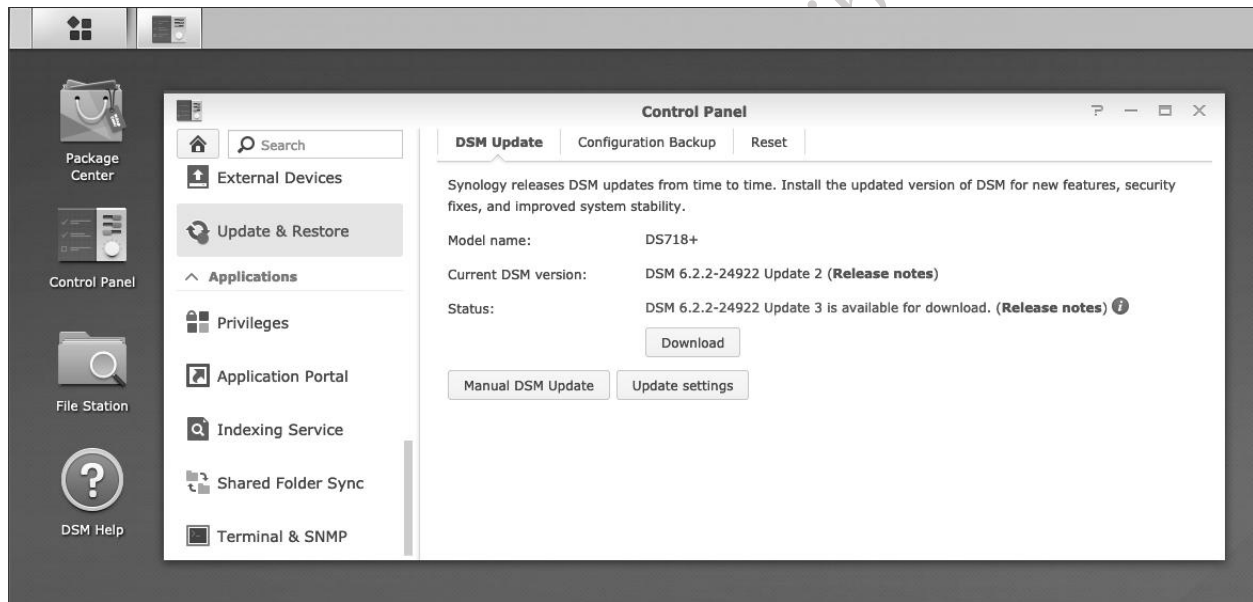 Package
Center
Control Panel
File Station
DSM Help
Control Panel
Search
External Devices
Update & Restore
Applications
Privileges
Application Portal
Indexing Service
Shared Folder Sync
Terminal & SNMP
DSM Update
Configuration Backup
Reset
Synology releases DSM updates from time to time. Install the updated version of DSM for new features, security
fixes, and improved system stability.
Model name: DS718+
Current DSM version: DSM 6.2.2-24922 Update 2 (Release notes)
Status: DSM 6.2.2-24922 Update 3 is available for download. (Release notes)
Download
Manual DSM Update
Update settings